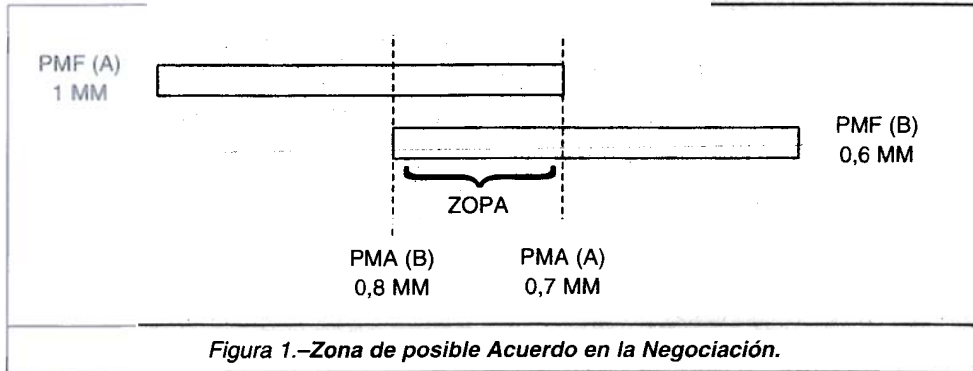 PMF (A)
1 MM
PMF (B)
0,6 MM
ZOPA
PMA (B)
0,8 MM
PMA (A)
0,7 MM
Figura 1.–Zona de posible Acuerdo en la Negociación.